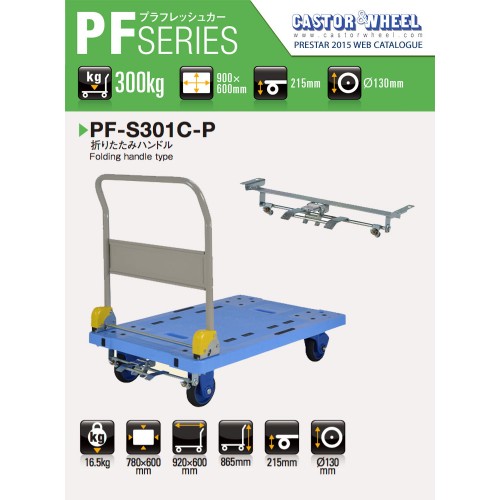 プラフレッシュカー
PF SERIES
CASTOR&WHEEL
www.castorwheel.com
PRESTAR 2015 WEB CATALOGUE
kg 300kg
900×
600mm
215mm
Ø130mm
PF-S301C-P
折りたたみハンドル
Folding handle type
kg
16.5kg
780×600
mm
920×600
mm
865mm
215mm
Ø130
mm